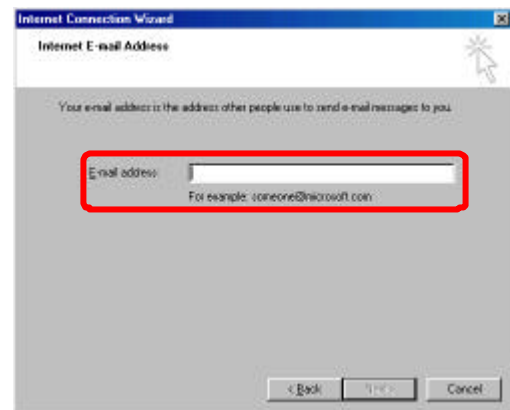 Internet Connection Wizard
Internet E-mail Address
Your e-mail address is the address other people use to send e-mail messages to you.
E-mail address:
For example: someone@microsoft.com
< Back
Next >
Cancel